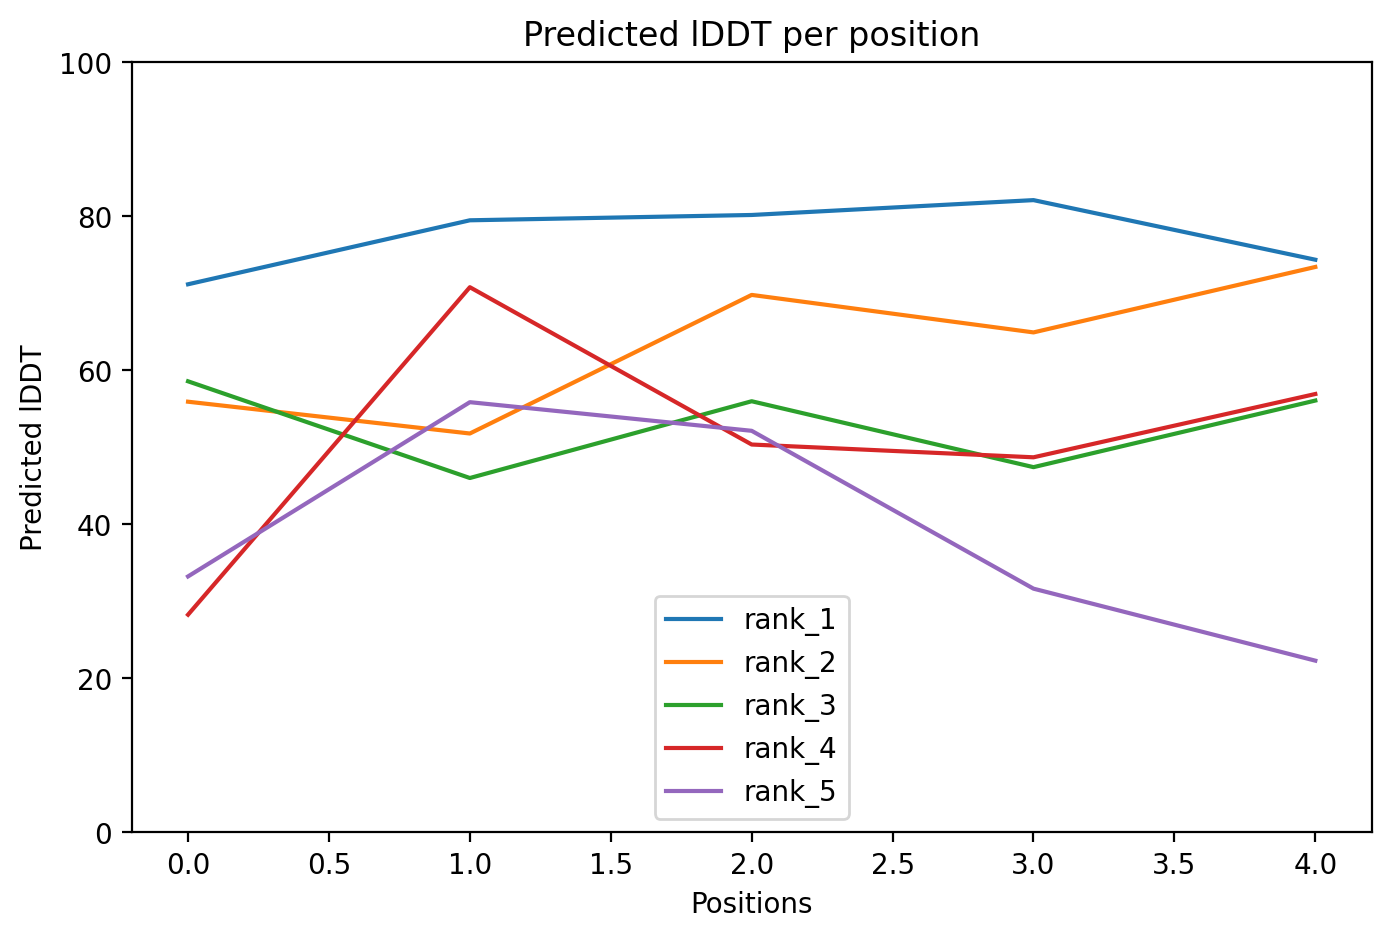 Predicted lDDT per position
100
80
60
40
20
0
Predicted lDDT
rank_1
rank_2
rank_3
rank_4
rank_5
0.0 0.5 1.0 1.5 2.0 2.5 3.0 3.5 4.0
Positions